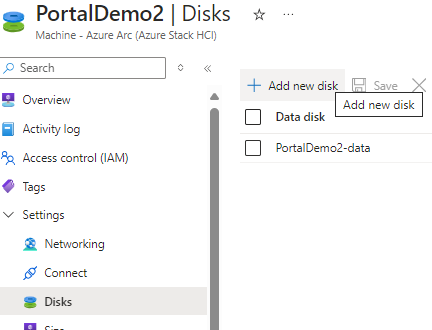 PortalDemo2 | Disks
Machine - Azure Arc (Azure Stack HCI)
Search
Add new disk
Save
Add new disk
Overview
Activity log
Access control (IAM)
Tags
Settings
Networking
Connect
Disks
Data disk
PortalDemo2-data